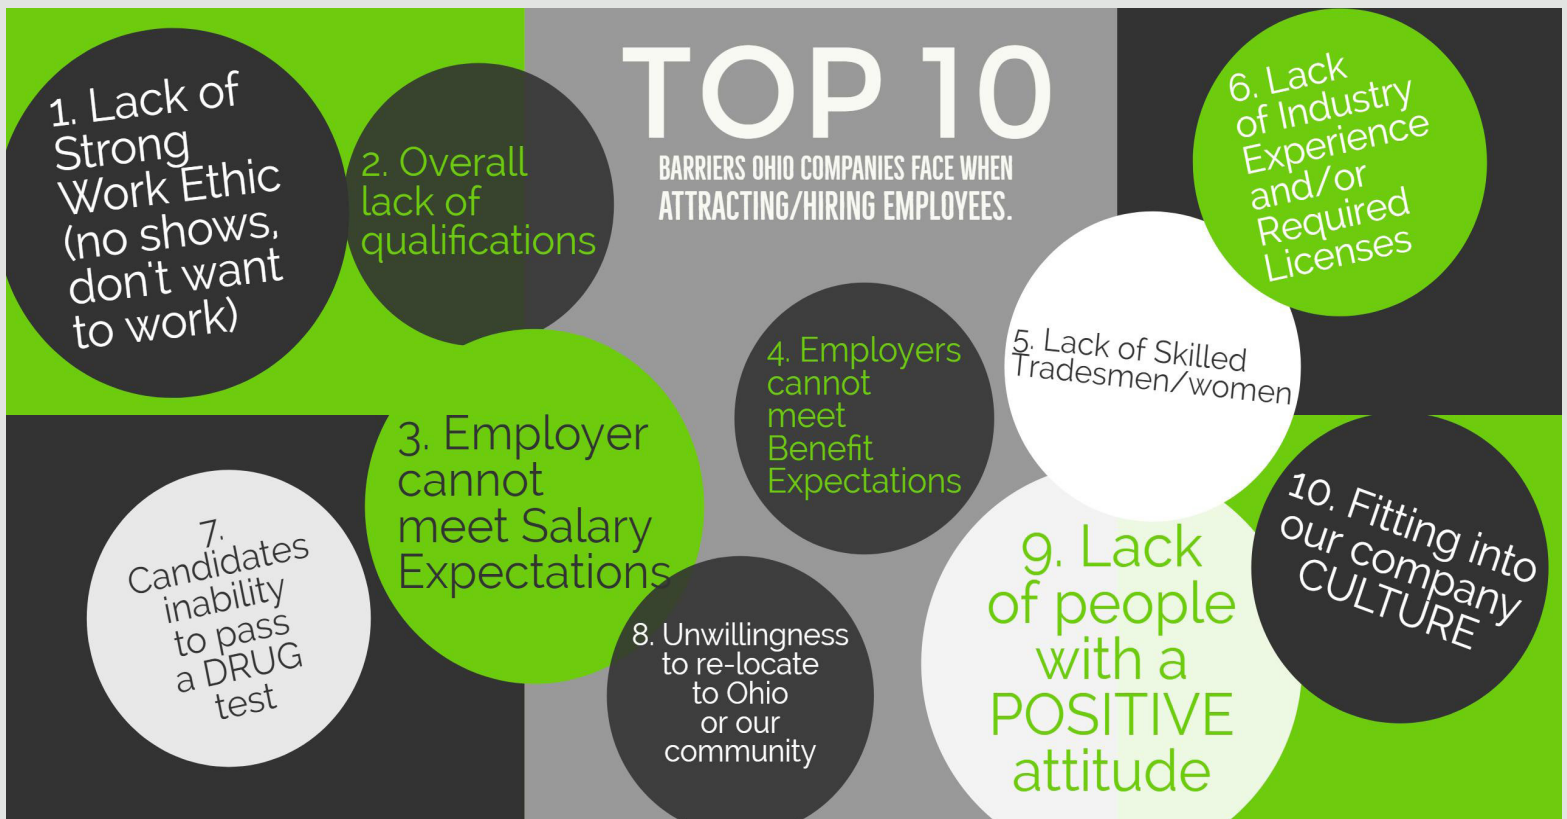 TOP 10
BARRIERS OHIO COMPANIES FACE WHEN
ATTRACTING/HIRING EMPLOYEES.
1. Lack of
Strong
Work Ethic
(no shows,
don't want
to work)
2. Overall
lack of
qualifications
3. Employer
cannot
meet Salary
Expectations
4. Employers
cannot
meet
Benefit
Expectations
5. Lack of Skilled
Tradesmen/women
6. Lack
of Industry
Experience
and/or
Required
Licenses
7.
Candidates
inability
to pass
a DRUG
test
8. Unwillingness
to re-locate
to Ohio
or our
community
9. Lack
of people
with a
POSITIVE
attitude
10. Fitting into
our company
CULTURE